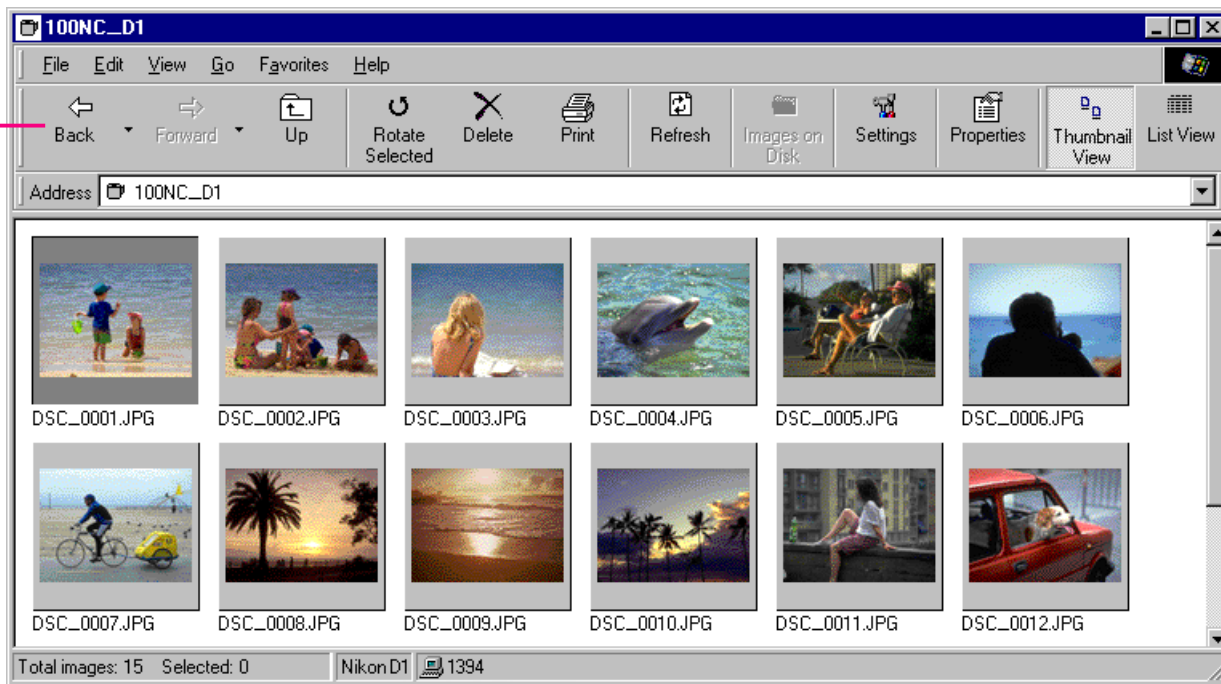 100NC_D1
File Edit View Go Favorites Help
Back Forward Up Rotate Selected Delete Print Refresh Images on Disk Settings Properties Thumbnail View List View
Address 100NC_D1
DSC_0001.JPG DSC_0002.JPG DSC_0003.JPG DSC_0004.JPG DSC_0005.JPG DSC_0006.JPG
DSC_0007.JPG DSC_0008.JPG DSC_0009.JPG DSC_0010.JPG DSC_0011.JPG DSC_0012.JPG
Total images: 15 Selected: 0 Nikon D1 1394